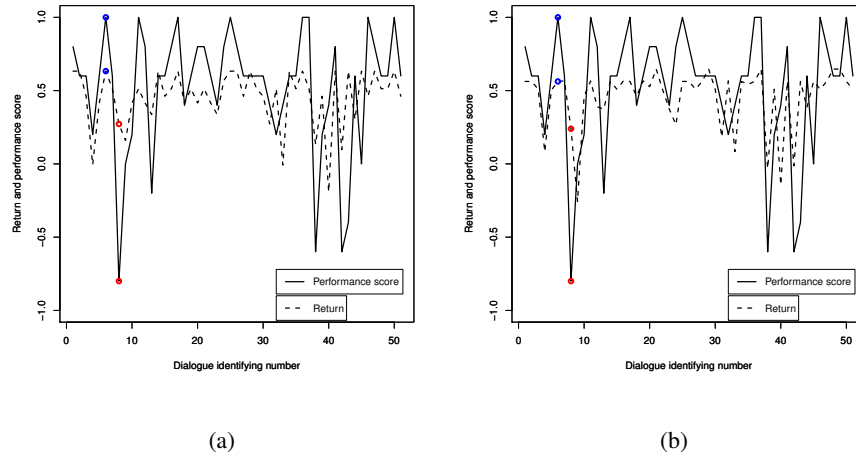 Return and performance score
1.0
0.5
0.0
−0.5
−1.0
Performance score
Return
0 10 20 30 40 50
Dialogue identifying number
(a)
Return and performance score
1.0
0.5
0.0
−0.5
−1.0
Performance score
Return
0 10 20 30 40 50
Dialogue identifying number
(b)